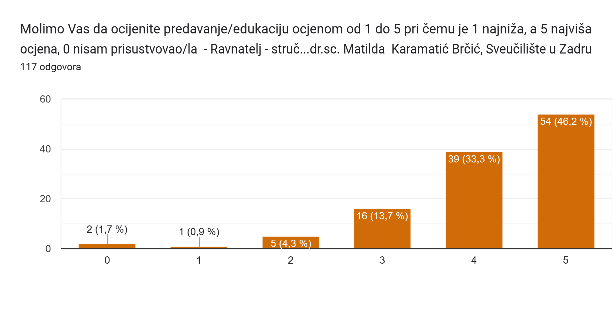 Molimo Vas da ocijenite predavanje/edukaciju ocjenom od 1 do 5 pri čemu je 1 najniža, a 5 najviša
ocjena, 0 nisam prisustvovao/la - Ravnatelj - struč...dr.sc. Matilda Karamatić Brčić, Sveučilište u Zadru
117 odgovora
60
40
20
0
2 (1,7 %)
1 (0,9 %)
5 (4,3 %)
16 (13,7 %)
39 (33,3 %)
54 (46,2 %)
0 1 2 3 4 5